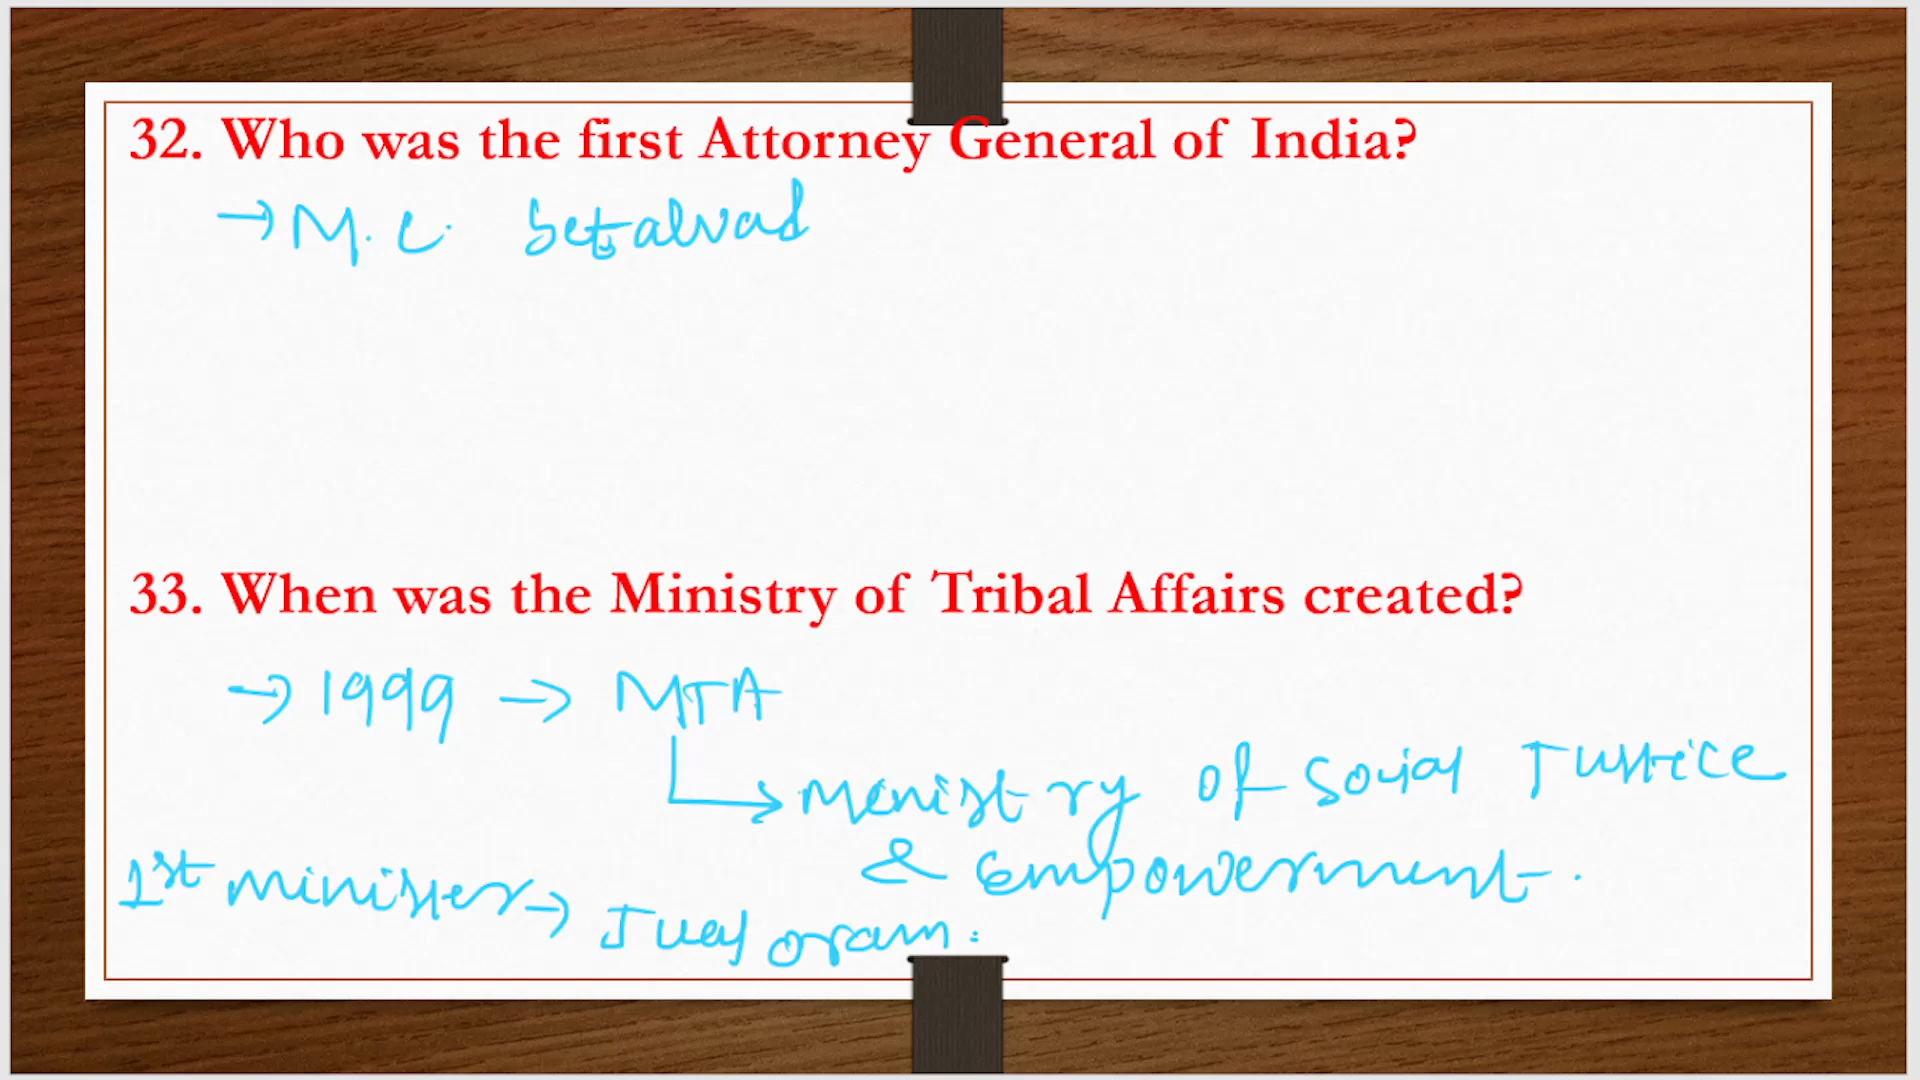 32. Who was the first Attorney General of India?
→ M. C. Setalvad
33. When was the Ministry of Tribal Affairs created?
→ 1999 → MTA
→ Ministry of Social Justice
& Empowerment.
1st minister → Jual oram.